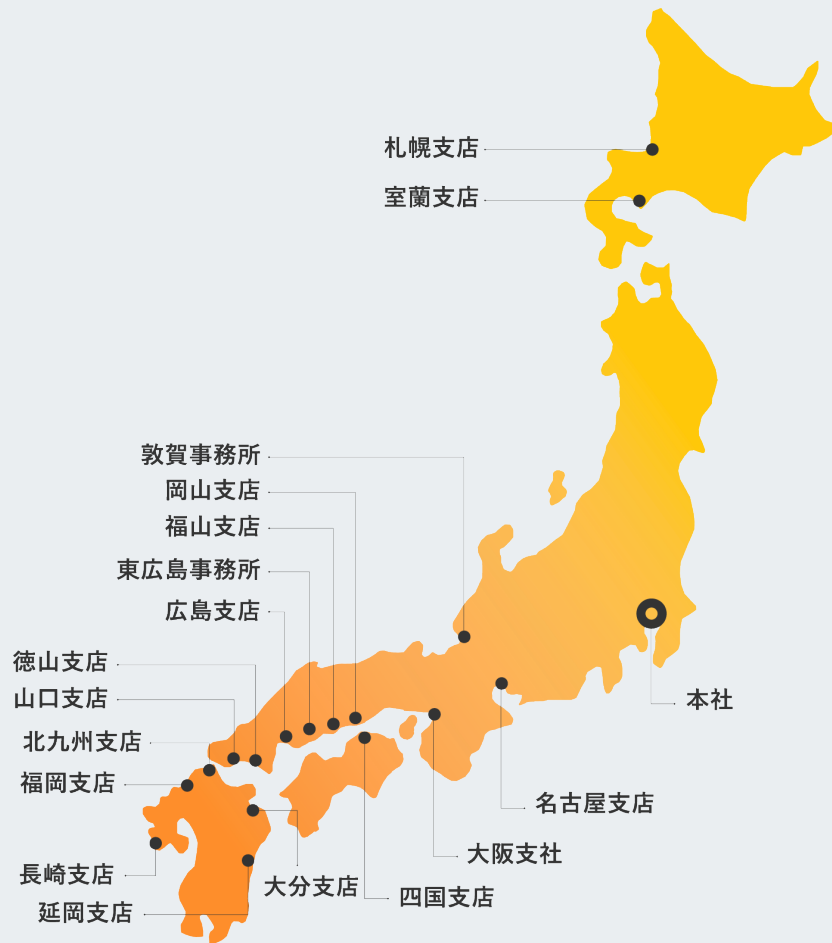 札幌支店
室蘭支店
敦賀事務所
岡山支店
福山支店
東広島事務所
広島支店
徳山支店
山口支店
本社
北九州支店
福岡支店
名古屋支店
大阪支社
長崎支店
大分支店
四国支店
延岡支店